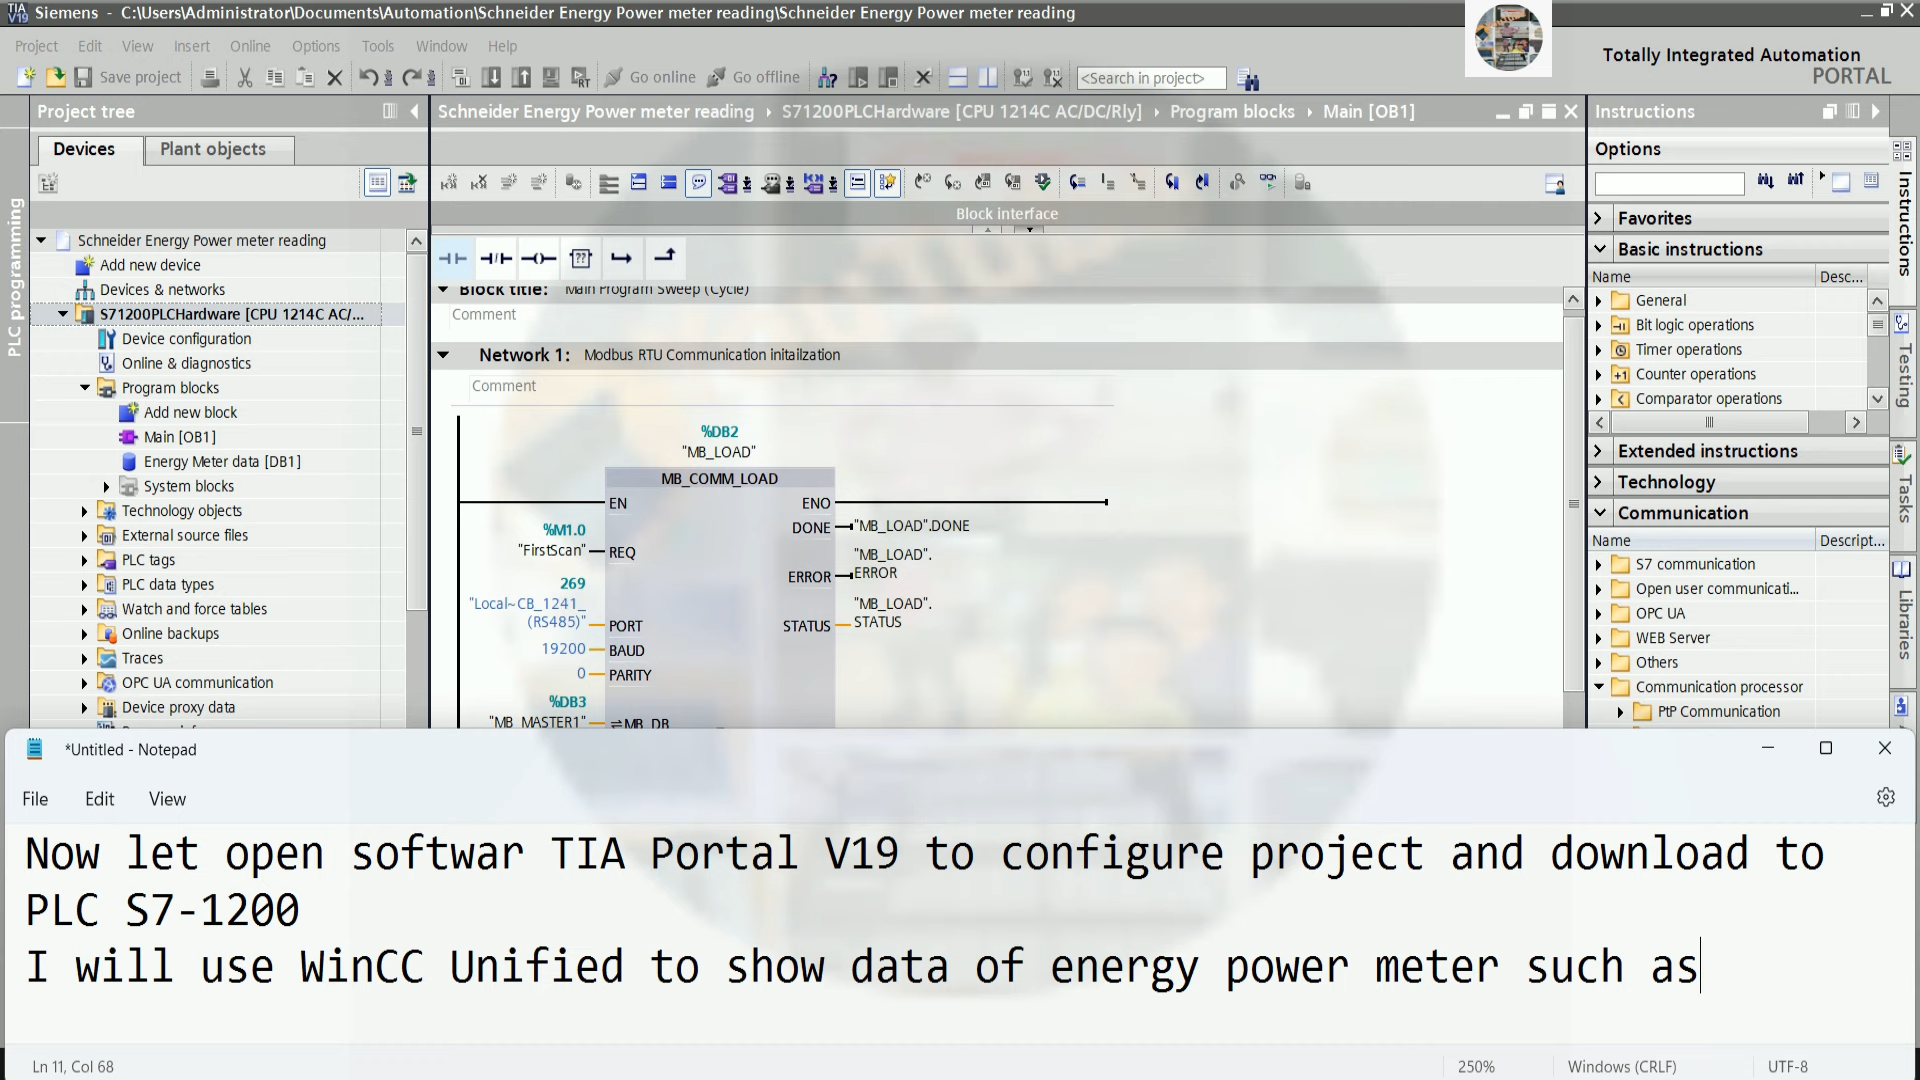 TIA
V19
Siemens - C:\Users\Administrator\Documents\Automation\Schneider Energy Power meter reading\Schneider Energy Power meter reading
Project Edit View Insert Online Options Tools Window Help
Totally Integrated Automation
PORTAL
Save project
Go online
Go offline
<Search in project>
Project tree
Schneider Energy Power meter reading › S71200PLCHardware [CPU 1214C AC/DC/Rly] › Program blocks › Main [OB1]
Instructions
Devices
Plant objects
Options
PLC programming
Block interface
Schneider Energy Power meter reading
Add new device
Devices & networks
S71200PLCHardware [CPU 1214C AC/...
Device configuration
Online & diagnostics
Program blocks
Add new block
Main [OB1]
Energy Meter data [DB1]
System blocks
Technology objects
External source files
PLC tags
PLC data types
Watch and force tables
Online backups
Traces
OPC UA communication
Device proxy data
Block title: Main Program Sweep (Cycle)
Comment
Network 1: Modbus RTU Communication initailzation
Comment
%DB2
"MB_LOAD"
MB_COMM_LOAD
EN
ENO
%M1.0
"FirstScan"
REQ
DONE
"MB_LOAD".DONE
"MB_LOAD".
ERROR
ERROR
269
"Local~CB_1241_
(RS485)"
PORT
STATUS
"MB_LOAD".
STATUS
19200
BAUD
0
PARITY
%DB3
"MB_MASTER1"
MB_DB
Favorites
Basic instructions
Name Desc...
General
Bit logic operations
Timer operations
Counter operations
Comparator operations
Extended instructions
Technology
Communication
Name Descript...
S7 communication
Open user communicati...
OPC UA
WEB Server
Others
Communication processor
PtP Communication
Instructions
Testing
Tasks
Libraries
*Untitled - Notepad
File Edit View
Now let open softwar TIA Portal V19 to configure project and download to
PLC S7-1200
I will use WinCC Unified to show data of energy power meter such as
Ln 11, Col 68
250%
Windows (CRLF)
UTF-8